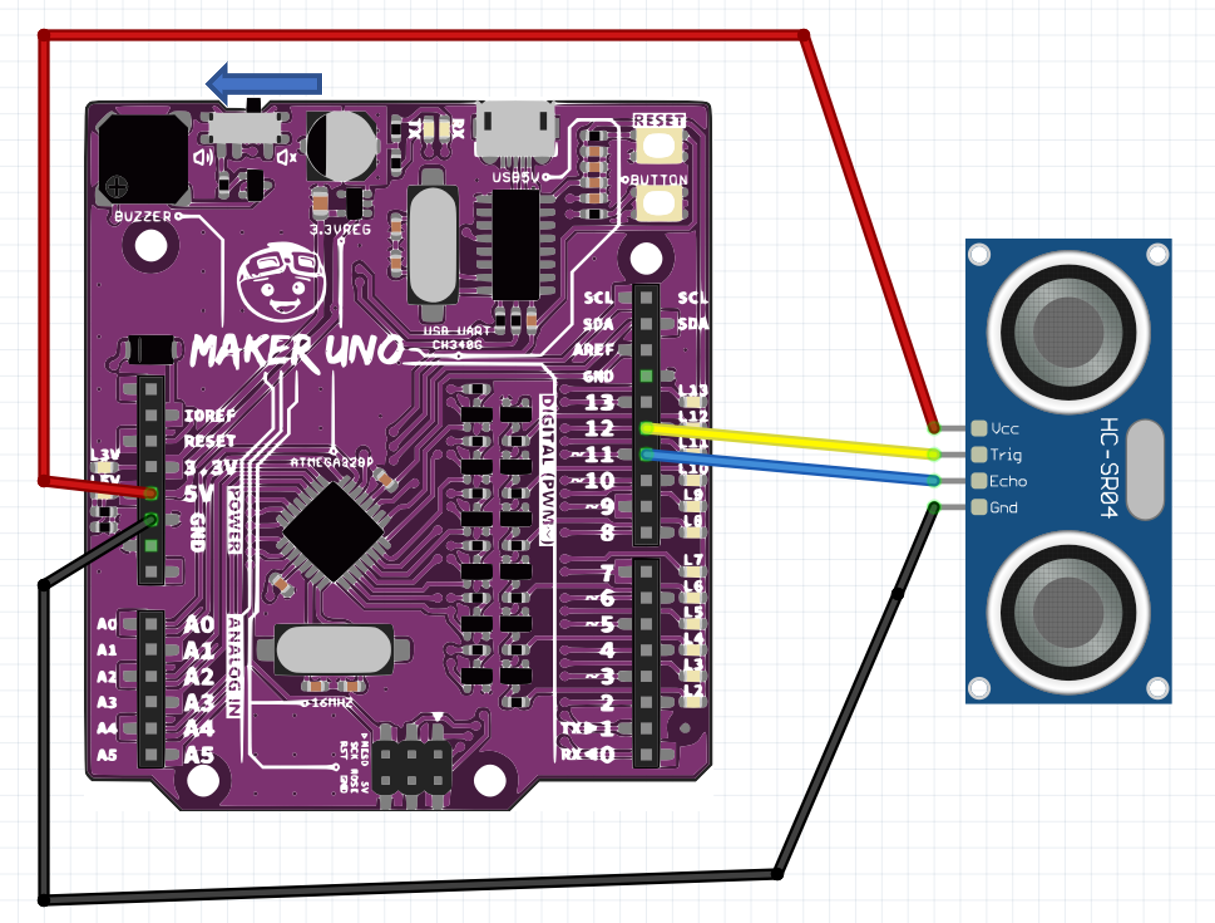 RESET
TX
RX
USB5V
BUTTON
BUZZER
3.3VREG
SCL
SCL
SDA
SDA
USB UART
CH340G
MAKER UNO
AREF
GND
L13
13
L12
12
L11
~11
L10
~10
L9
~9
L8
8
DIGITAL (PWM~)
IOREF
RESET
L3V
3.3V
L5V
5V
GND
POWER
ATMEGA328P
L7
7
L6
~6
L5
~5
L4
4
L3
~3
L2
2
TX▶1
RX◀0
A0
A0
A1
A1
A2
A2
A3
A3
A4
A4
A5
A5
ANALOG IN
16MHZ
MISO 5V
SCK MOSI
RST GND
Vcc
Trig
Echo
Gnd
HC-SR04